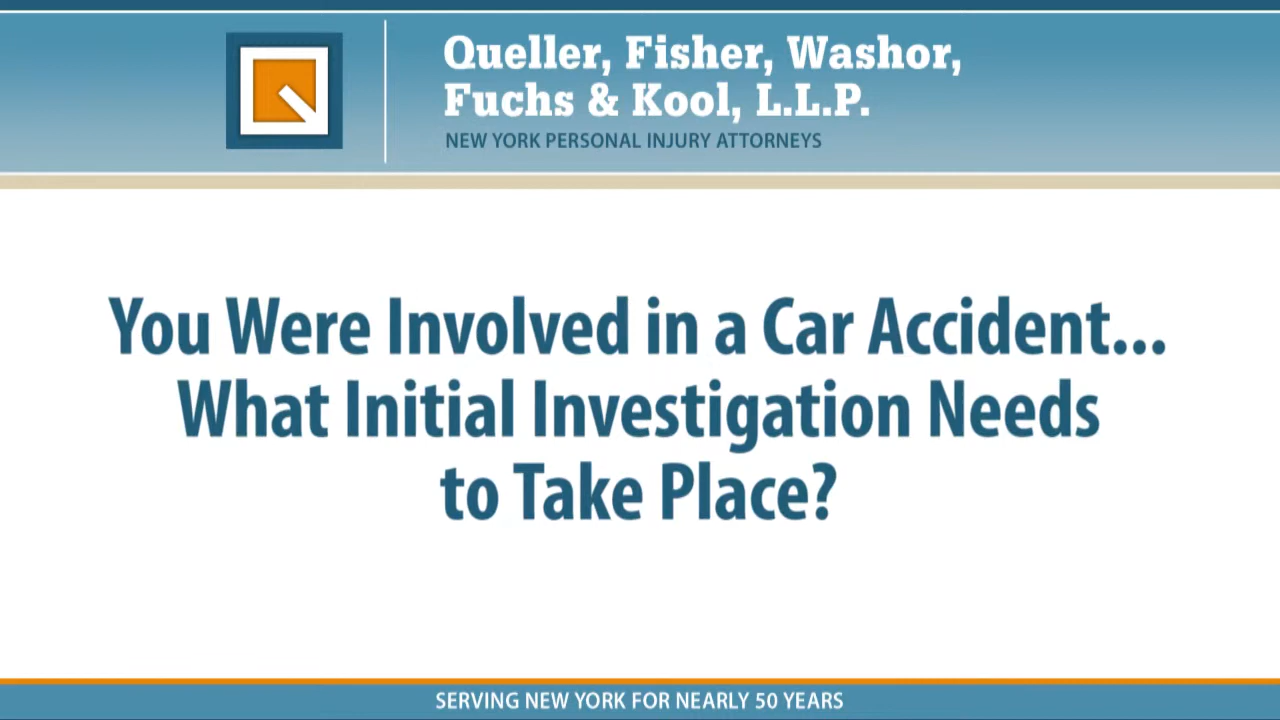 Queller, Fisher, Washor,
Fuchs & Kool, L.L.P.
NEW YORK PERSONAL INJURY ATTORNEYS
You Were Involved in a Car Accident...
What Initial Investigation Needs
to Take Place?
SERVING NEW YORK FOR NEARLY 50 YEARS